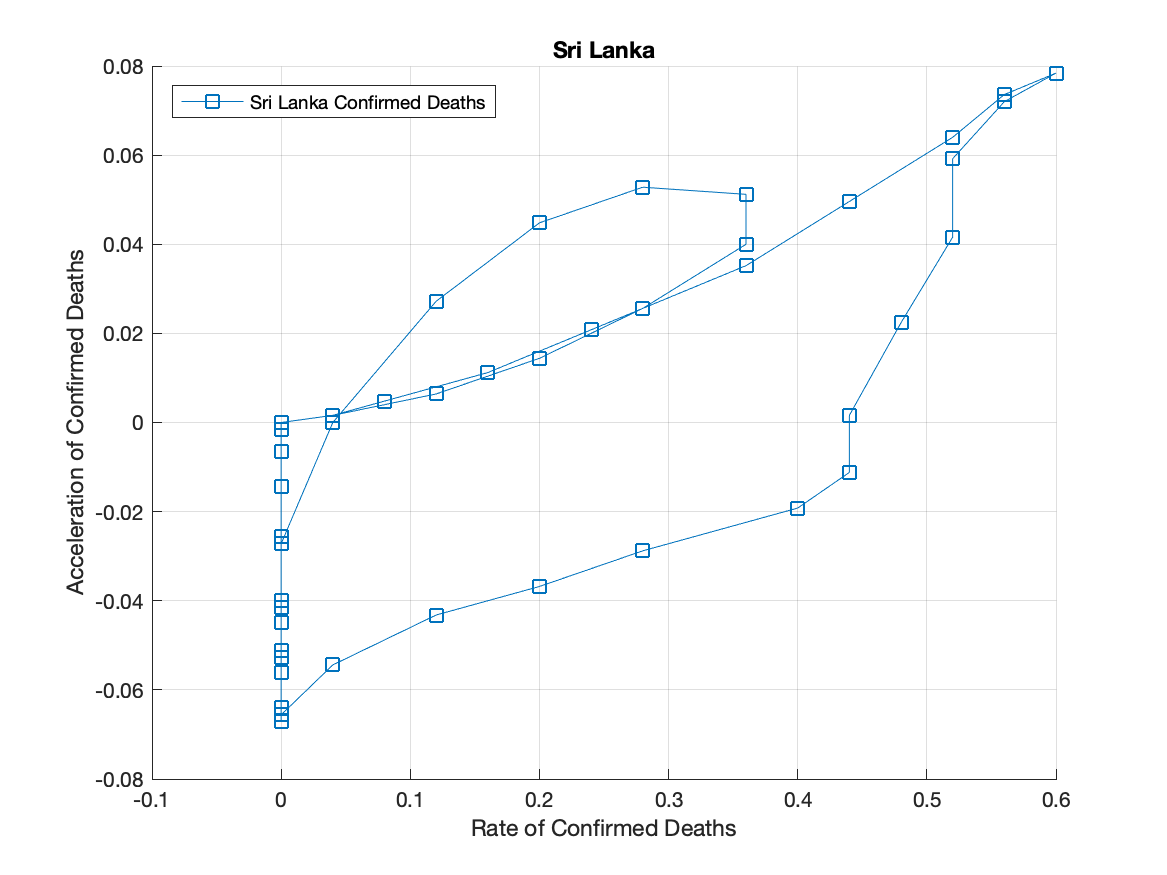 Sri Lanka
Sri Lanka Confirmed Deaths
0.08
0.06
0.04
0.02
0
-0.02
-0.04
-0.06
-0.08
Acceleration of Confirmed Deaths
-0.1 0 0.1 0.2 0.3 0.4 0.5 0.6
Rate of Confirmed Deaths